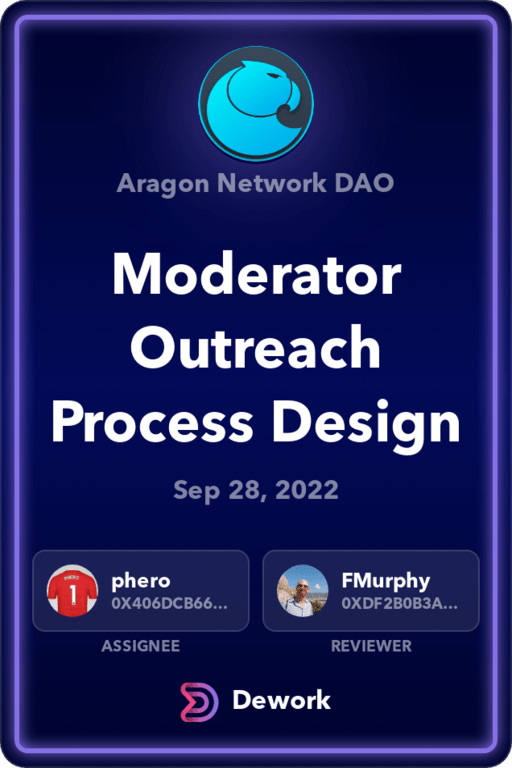 Aragon Network DAO
Moderator
Outreach
Process Design
Sep 28, 2022
phero
0X406DCB66...
FMurphy
0XDF2B0B3A...
ASSIGNEE
REVIEWER
Dework